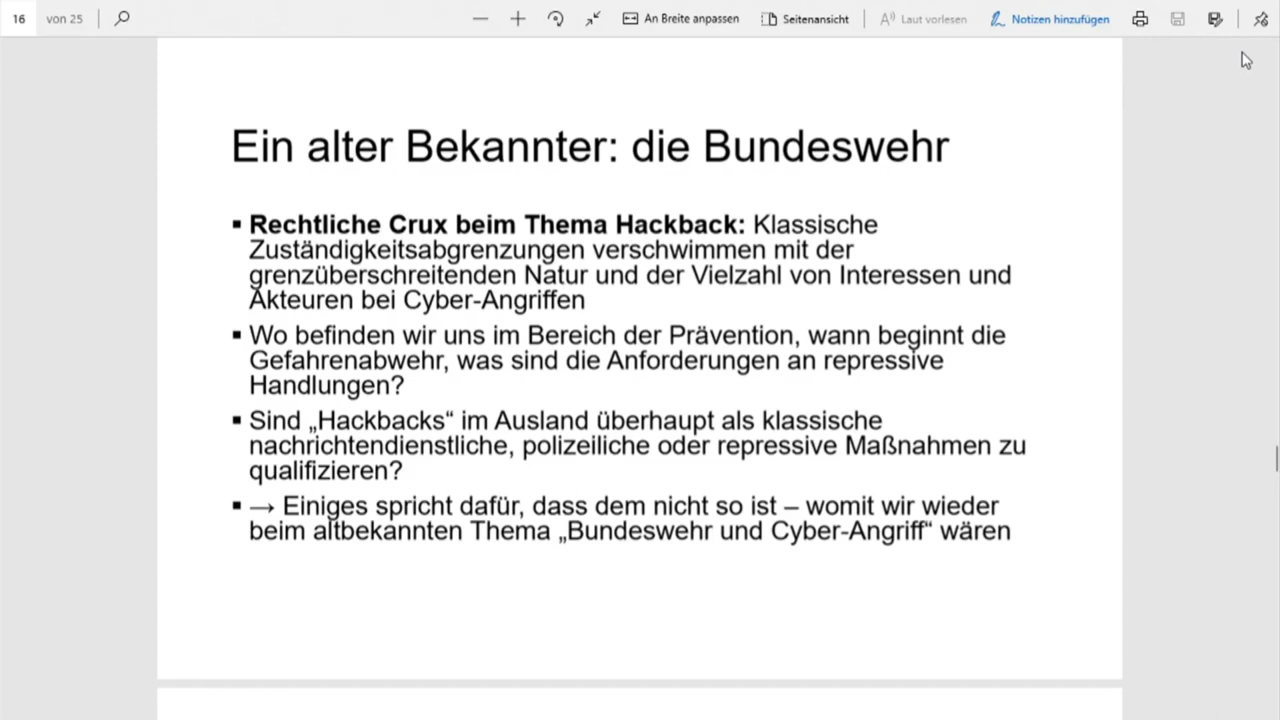 16 von 25 An Breite anpassen Seitenansicht Laut vorlesen Notizen hinzufügen
Ein alter Bekannter: die Bundeswehr
▪ Rechtliche Crux beim Thema Hackback: Klassische
Zuständigkeitsabgrenzungen verschwimmen mit der
grenzüberschreitenden Natur und der Vielzahl von Interessen und
Akteuren bei Cyber-Angriffen
▪ Wo befinden wir uns im Bereich der Prävention, wann beginnt die
Gefahrenabwehr, was sind die Anforderungen an repressive
Handlungen?
▪ Sind „Hackbacks“ im Ausland überhaupt als klassische
nachrichtendienstliche, polizeiliche oder repressive Maßnahmen zu
qualifizieren?
▪ → Einiges spricht dafür, dass dem nicht so ist – womit wir wieder
beim altbekannten Thema „Bundeswehr und Cyber-Angriff“ wären